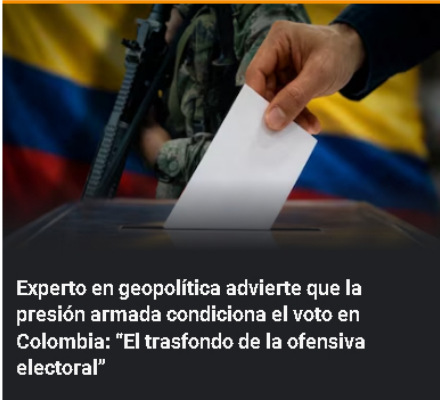 Experto en geopolítica advierte que la
presión armada condiciona el voto en
Colombia: “El trasfondo de la ofensiva
electoral”